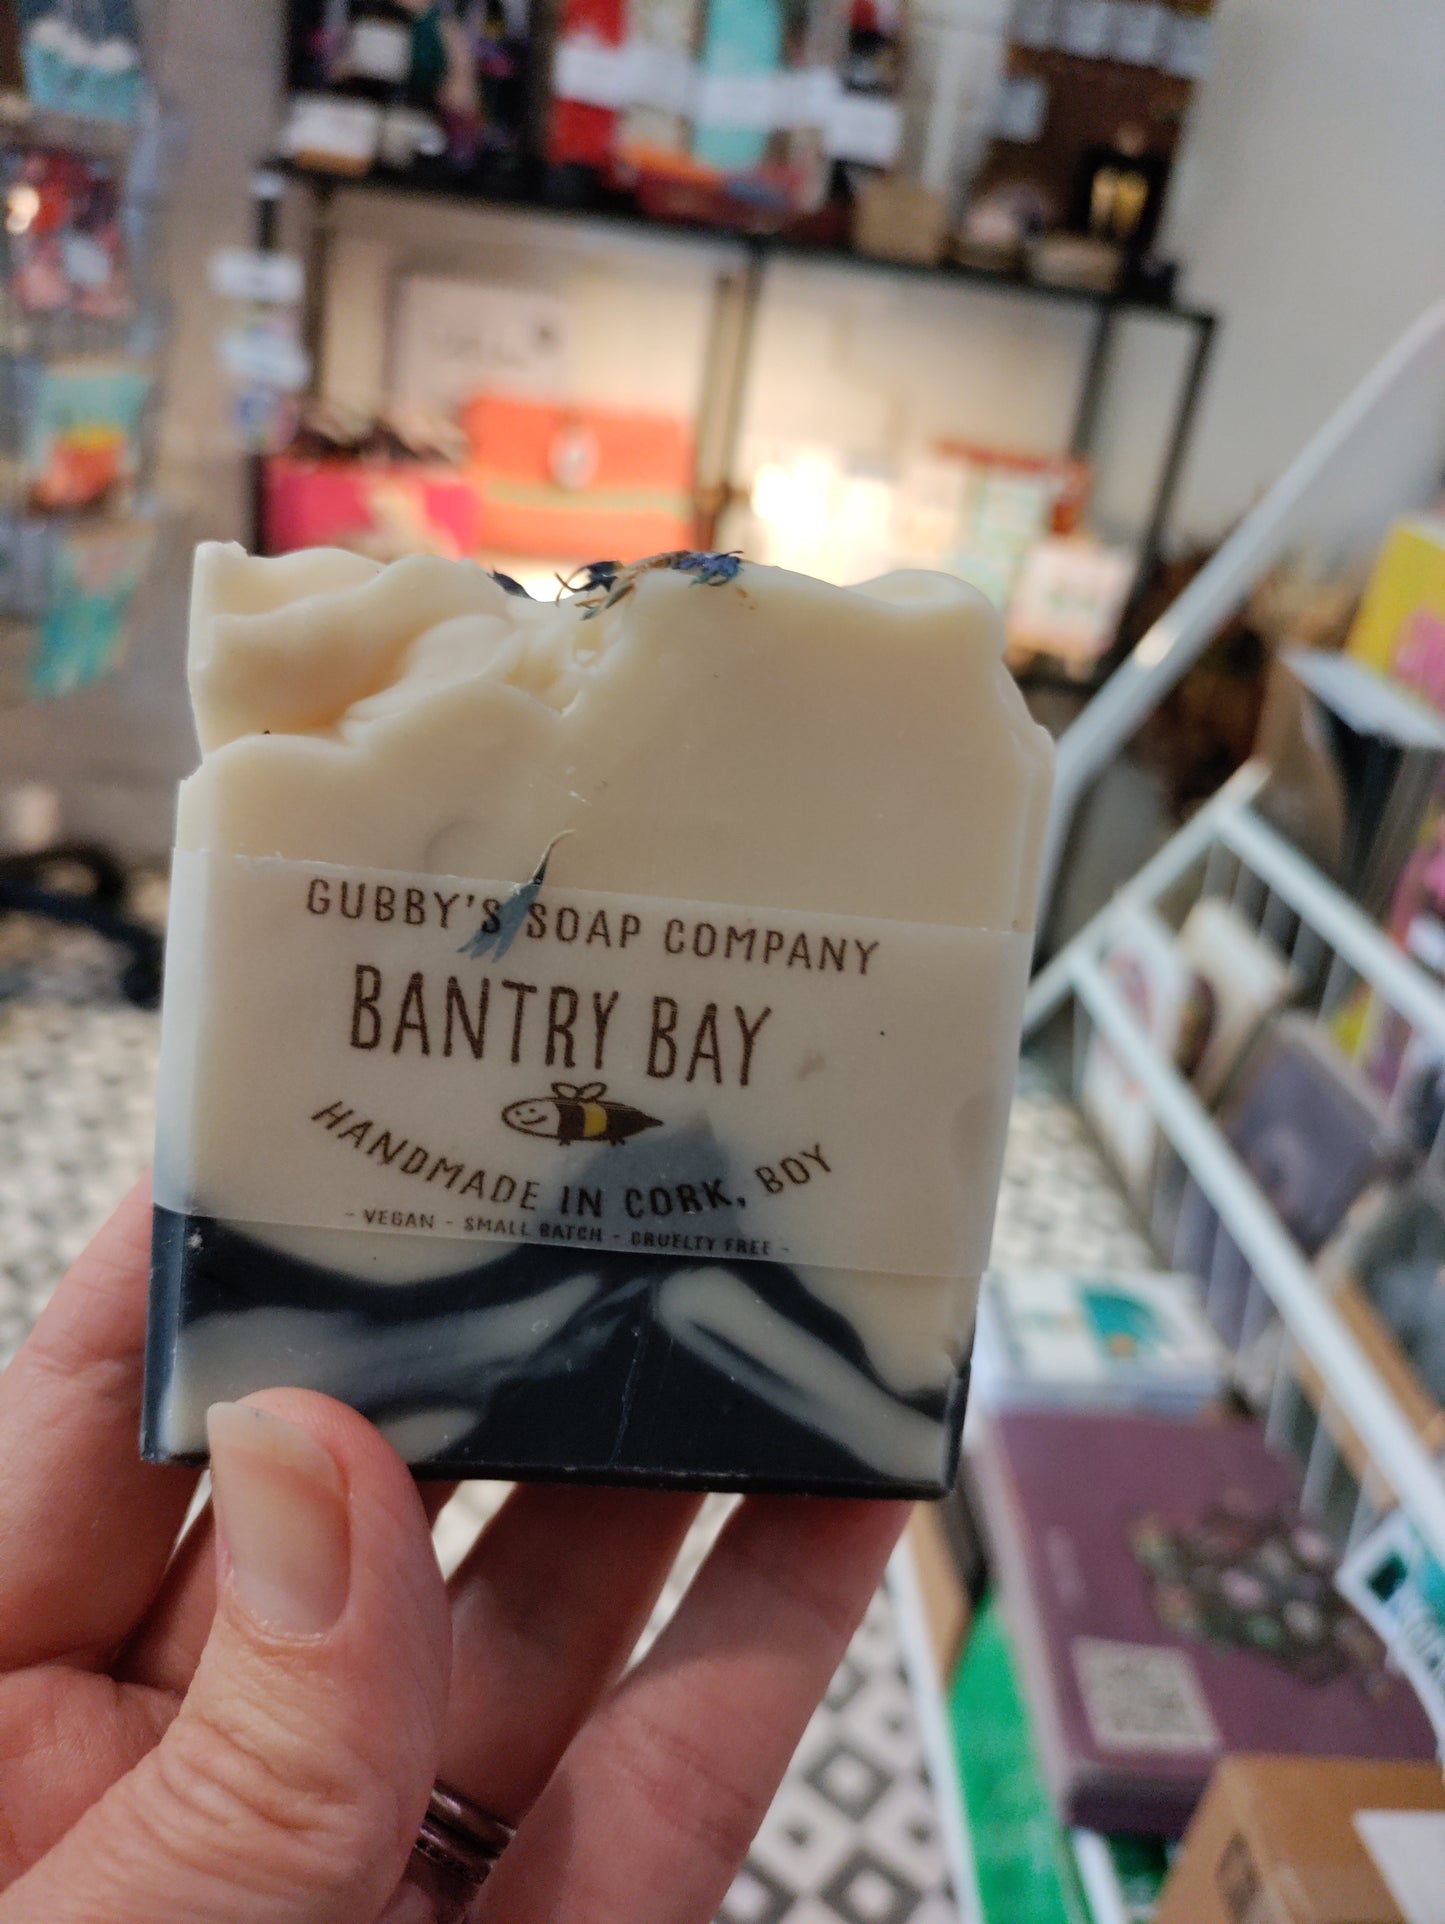 GUBBY'S SOAP COMPANY
BANTRY BAY
HANDMADE IN CORK, BOY
- VEGAN - SMALL BATCH - CRUELTY FREE -